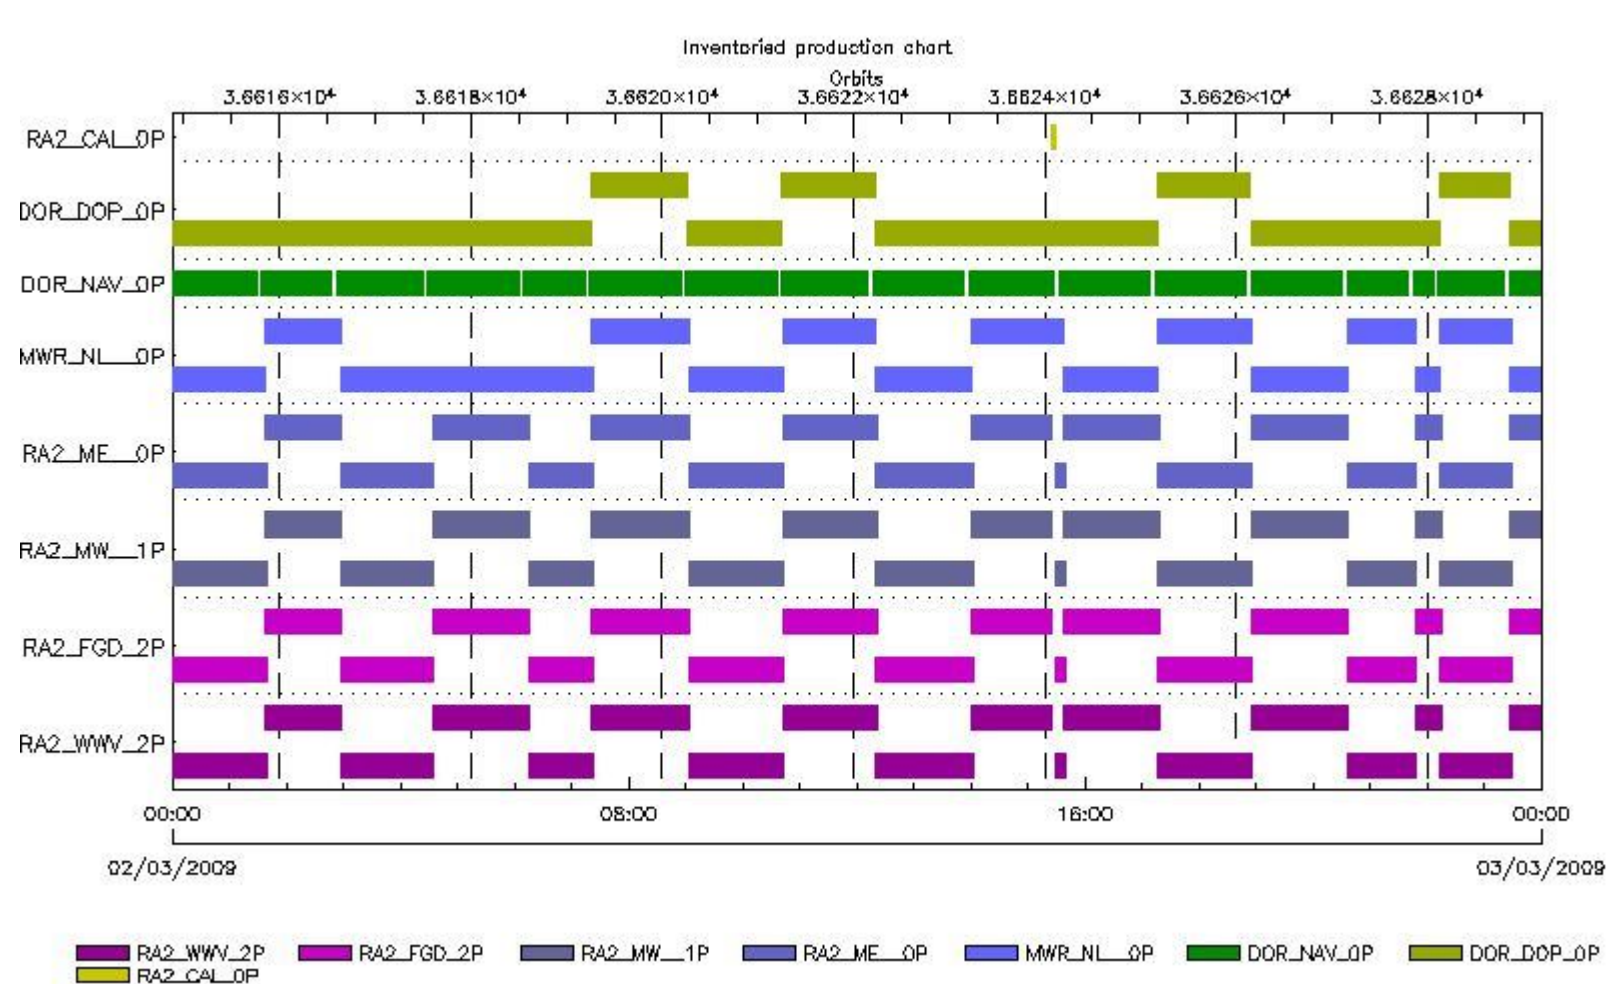 Inventoried production chart
Orbits
3.6616×10⁴ 3.6618×10⁴ 3.6620×10⁴ 3.6622×10⁴ 3.6624×10⁴ 3.6626×10⁴ 3.6628×10⁴
RA2_CAL_0P
DOR_DOP_0P
DOR_NAV_0P
MWR_NL__0P
RA2_ME__0P
RA2_MW__1P
RA2_FGD_2P
RA2_WWV_2P
00:00 08:00 16:00 00:00
02/03/2009 03/03/2009
RA2_WWV_2P RA2_FGD_2P RA2_MW__1P RA2_ME__0P MWR_NL__0P DOR_NAV_0P DOR_DOP_0P
RA2_CAL_0P